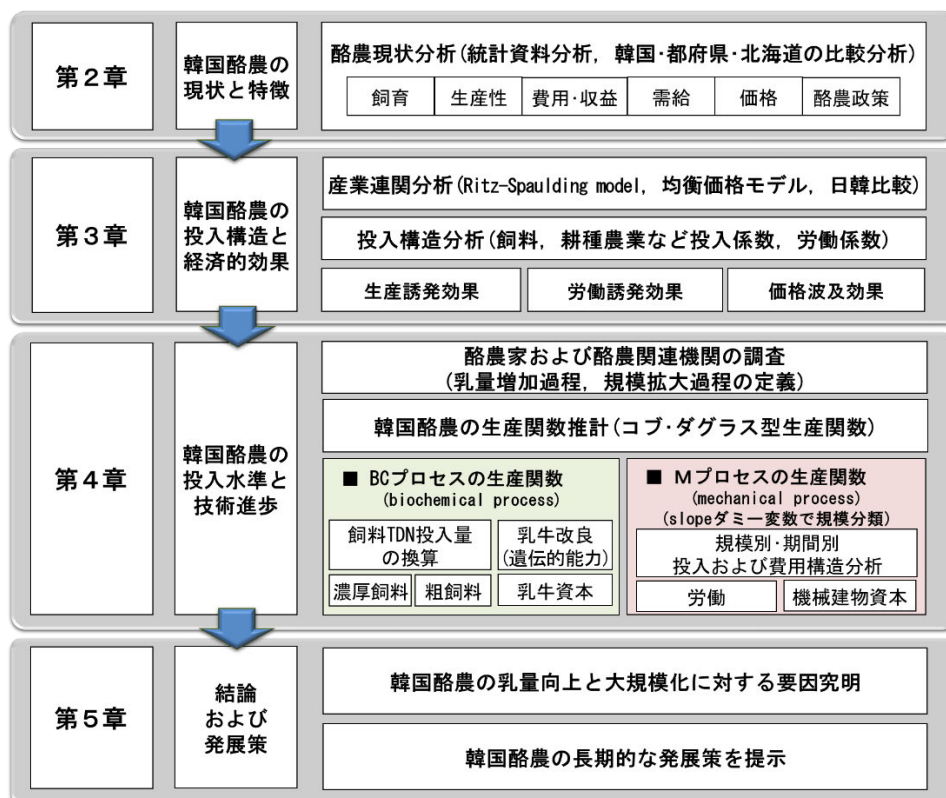 第２章
韓国酪農の
現状と特徴
酪農現状分析(統計資料分析, 韓国･都府県･北海道の比較分析)
飼育
生産性
費用･収益
需給
価格
酪農政策
第３章
韓国酪農の
投入構造と
経済的効果
産業連関分析(Ritz-Spaulding model, 均衡価格モデル, 日韓比較)
投入構造分析(飼料, 耕種農業など投入係数, 労働係数)
生産誘発効果
労働誘発効果
価格波及効果
第４章
韓国酪農の
投入水準と
技術進歩
酪農家および酪農関連機関の調査
(乳量増加過程, 規模拡大過程の定義)
韓国酪農の生産関数推計(コブ･ダグラス型生産関数)
■ BCプロセスの生産関数
(biochemical process)
飼料TDN投入量
の換算
乳牛改良
(遺伝的能力)
濃厚飼料
粗飼料
乳牛資本
■ Ｍプロセスの生産関数
(mechanical process)
(slopeダミー変数で規模分類)
規模別･期間別
投入および費用構造分析
労働
機械建物資本
第５章
結論
および
発展策
韓国酪農の乳量向上と大規模化に対する要因究明
韓国酪農の長期的な発展策を提示